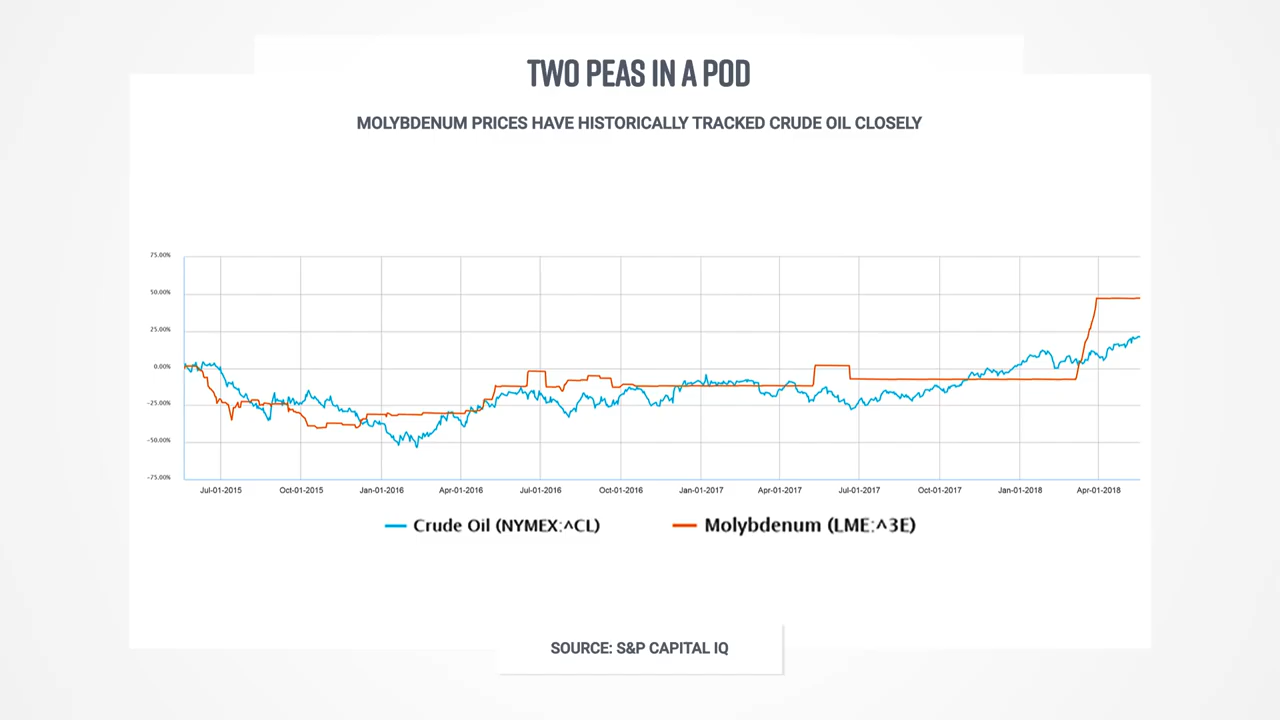 TWO PEAS IN A POD
MOLYBDENUM PRICES HAVE HISTORICALLY TRACKED CRUDE OIL CLOSELY
75.00%
50.00%
25.00%
0.00%
-25.00%
-50.00%
-75.00%
Jul-01-2015 Oct-01-2015 Jan-01-2016 Apr-01-2016 Jul-01-2016 Oct-01-2016 Jan-01-2017 Apr-01-2017 Jul-01-2017 Oct-01-2017 Jan-01-2018 Apr-01-2018
Crude Oil (NYMEX:^CL) Molybdenum (LME:^3E)
SOURCE: S&P CAPITAL IQ